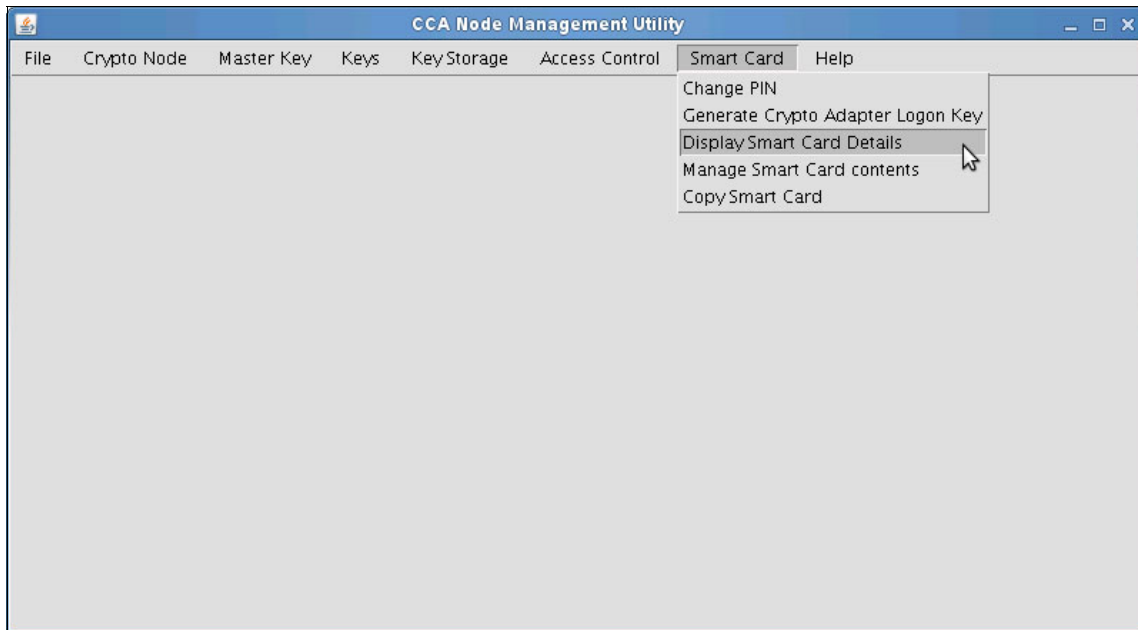 CCA Node Management Utility
File Crypto Node Master Key Keys Key Storage Access Control Smart Card Help
Change PIN
Generate Crypto Adapter Logon Key
Display Smart Card Details
Manage Smart Card contents
Copy Smart Card